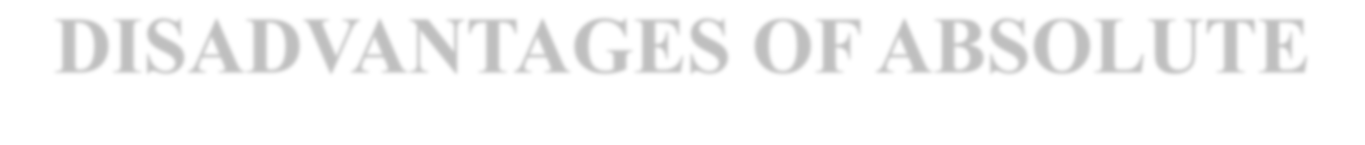 DISADVANTAGES OF ABSOLUTE